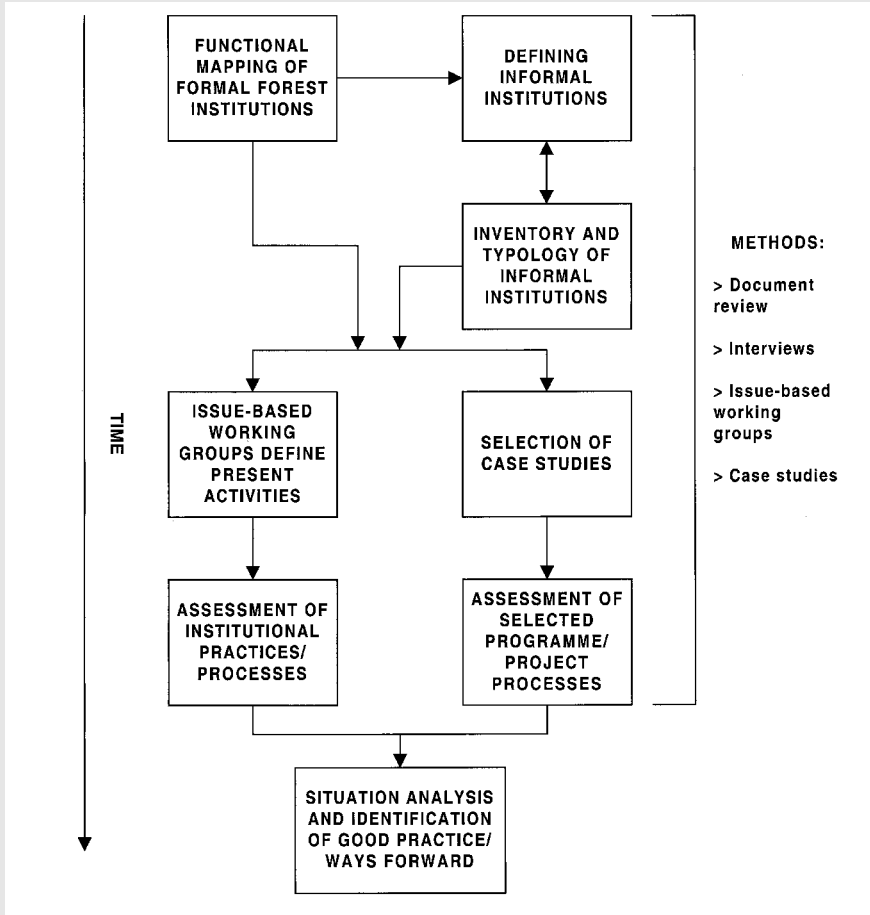 FUNCTIONAL
MAPPING OF
FORMAL FOREST
INSTITUTIONS
DEFINING
INFORMAL
INSTITUTIONS
INVENTORY AND
TYPOLOGY OF
INFORMAL
INSTITUTIONS
METHODS:
> Document
review
> Interviews
> Issue-based
working
groups
> Case studies
TIME
ISSUE-BASED
WORKING
GROUPS DEFINE
PRESENT
ACTIVITIES
SELECTION OF
CASE STUDIES
ASSESSMENT OF
INSTITUTIONAL
PRACTICES/
PROCESSES
ASSESSMENT OF
SELECTED
PROGRAMME/
PROJECT
PROCESSES
SITUATION ANALYSIS
AND IDENTIFICATION
OF GOOD PRACTICE/
WAYS FORWARD